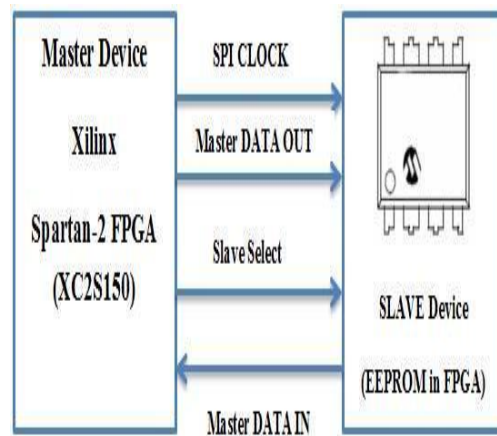 Master Device
Xilinx
Spartan-2 FPGA
(XC2S150)
SPI CLOCK
Master DATA OUT
Slave Select
Master DATA IN
SLAVE Device
(EEPROM in FPGA)